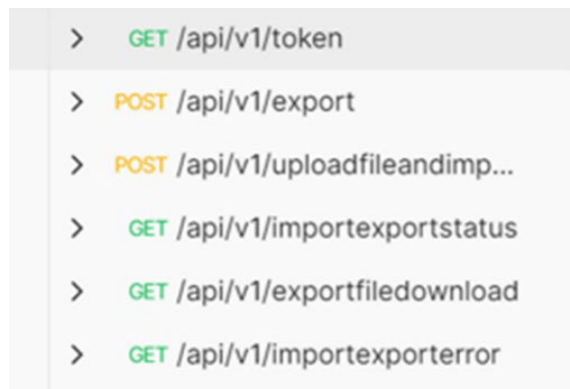 GET /api/v1/token
POST /api/v1/export
POST /api/v1/uploadfileandimp...
GET /api/v1/importexportstatus
GET /api/v1/exportfiledownload
GET /api/v1/importexporterror